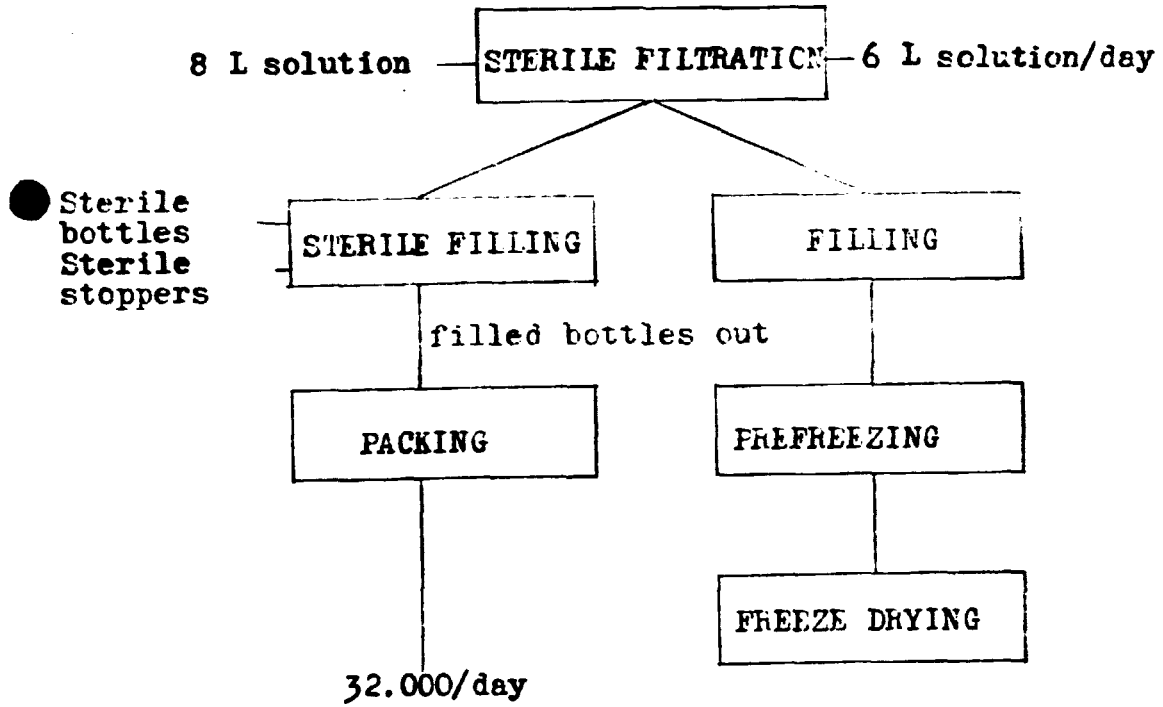 8 L solution
STERILE FILTRATION
6 L solution/day
Sterile
bottles
Sterile
stoppers
STERILE FILLING
FILLING
filled bottles out
PACKING
PREFREEZING
FREEZE DRYING
32.000/day